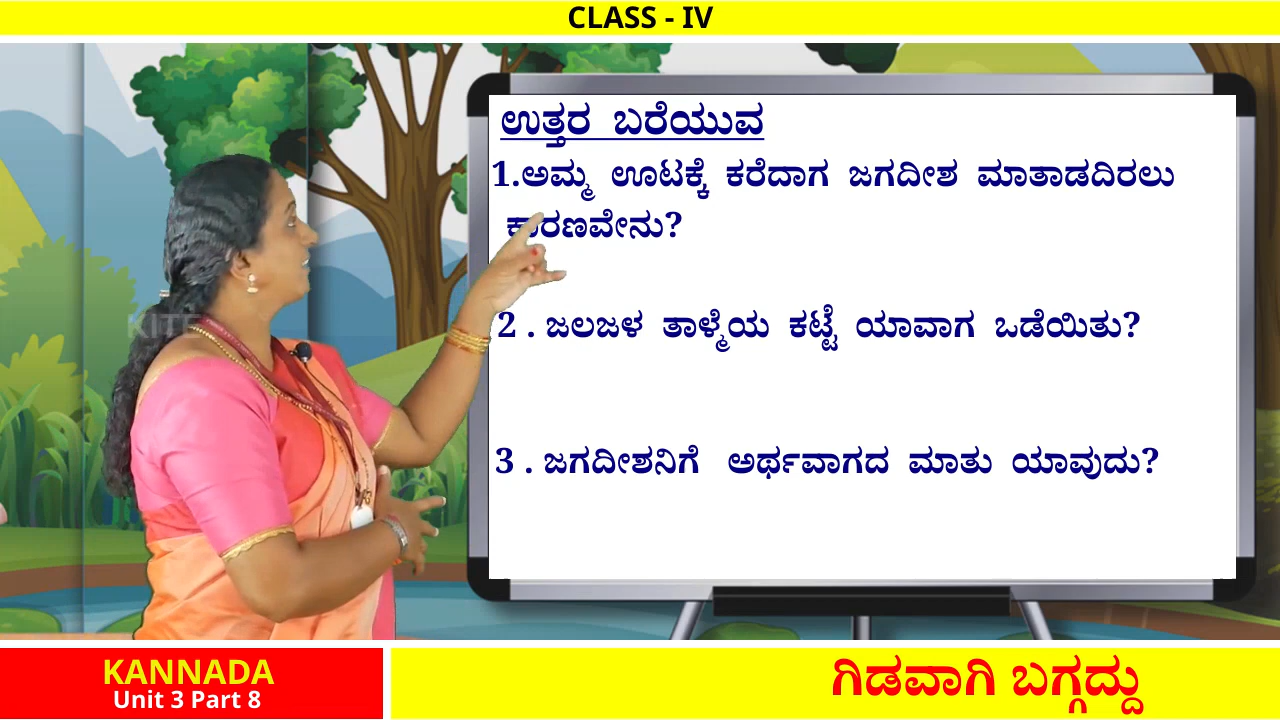 CLASS - IV
ಉತ್ತರ ಬರೆಯುವ
1.ಅಮ್ಮ ಊಟಕ್ಕೆ ಕರೆದಾಗ ಜಗದೀಶ ಮಾತಾಡದಿರಲು
ಕಾರಣವೇನು?
2 . ಜಲಜಳ ತಾಳ್ಮೆಯ ಕಟ್ಟೆ ಯಾವಾಗ ಒಡೆಯಿತು?
3 . ಜಗದೀಶನಿಗೆ ಅರ್ಥವಾಗದ ಮಾತು ಯಾವುದು?
KITE
KANNADA
Unit 3 Part 8
ಗಿಡವಾಗಿ ಬಗ್ಗದ್ದು